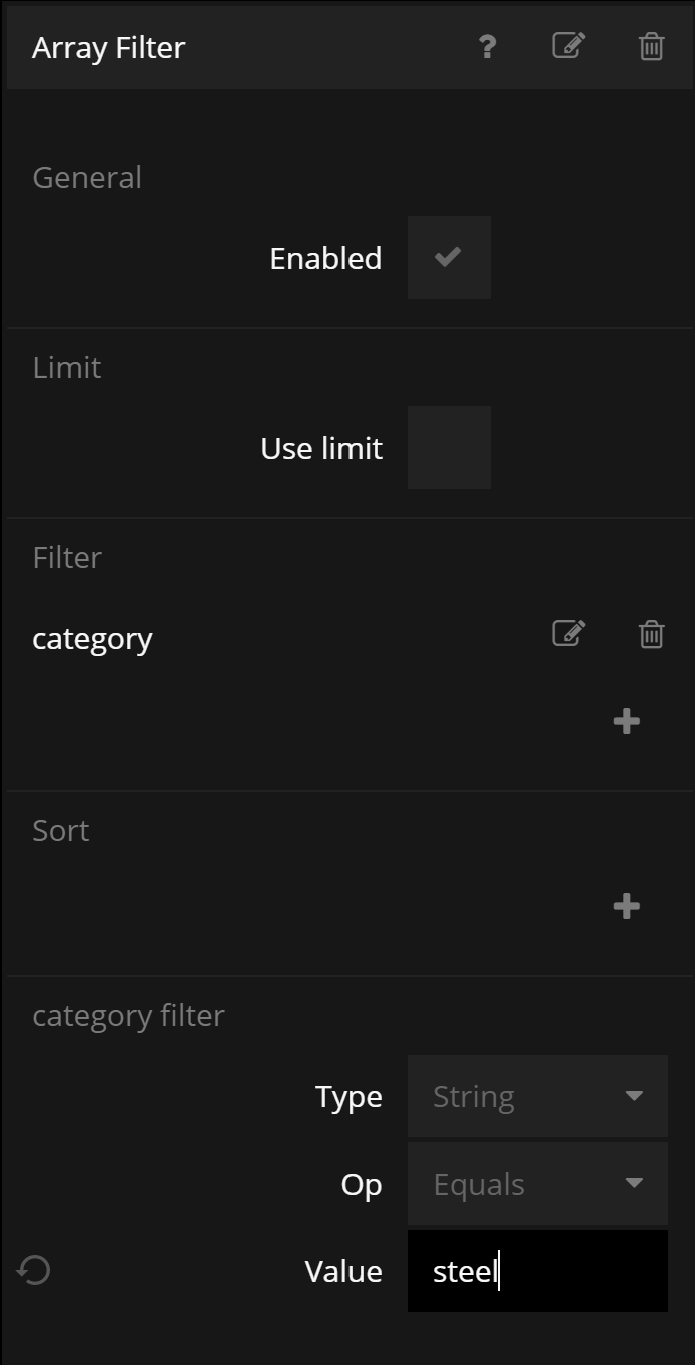 Array Filter ?
General
Enabled
Limit
Use limit
Filter
category
Sort
category filter
Type String
Op Equals
Value steel